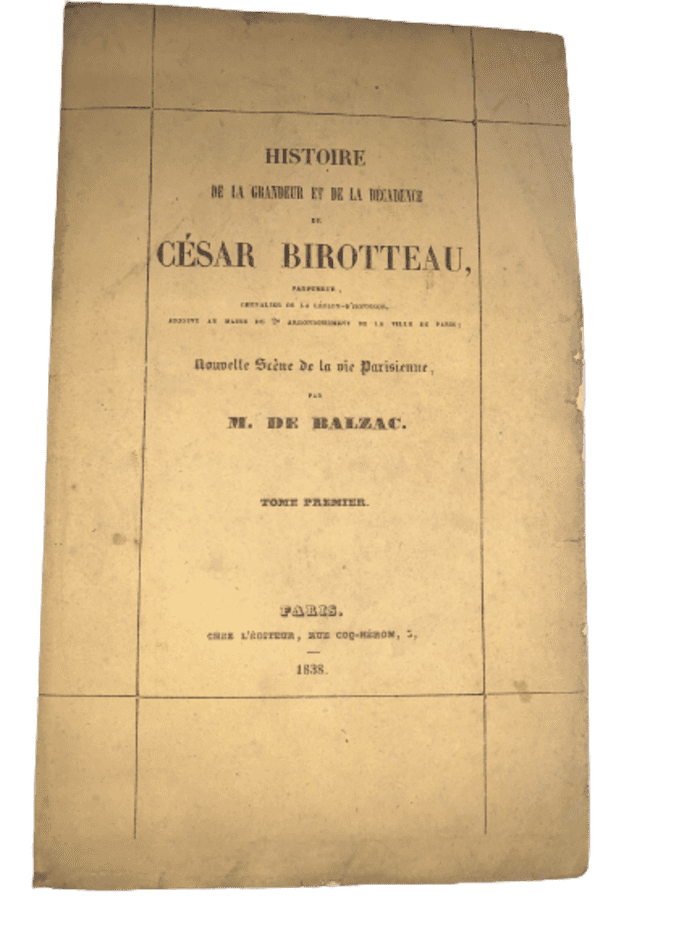 HISTOIRE
DE LA GRANDEUR ET DE LA DÉCADENCE
DE
CÉSAR BIROTTEAU,
PARFUMEUR,
CHEVALIER DE LA LÉGION-D'HONNEUR,
ADJOINT AU MAIRE DU 2e ARRONDISSEMENT DE LA VILLE DE PARIS;
Nouvelle Scène de la vie Parisienne,
PAR
M. DE BALZAC.
TOME PREMIER.
PARIS.
CHEZ L'ÉDITEUR, RUE COQ-HÉRON, 3,
1838.